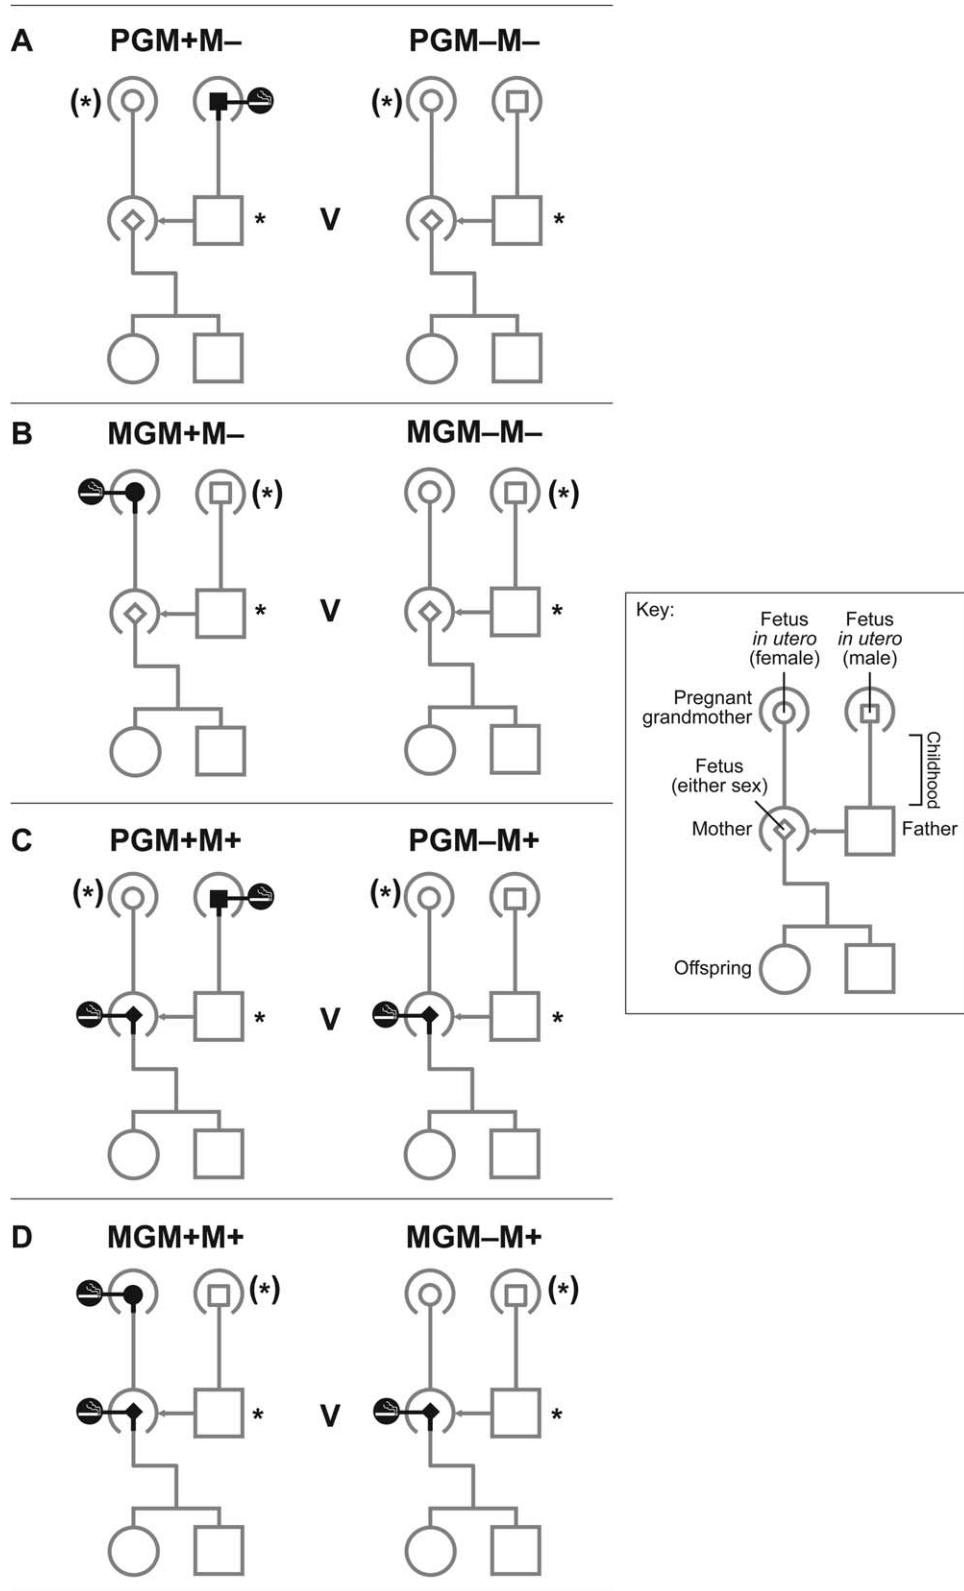 A PGM+M– PGM–M–
(*) (*)
* V *
B MGM+M– MGM–M–
(*) (*)
* V *
Key:
Fetus
in utero
(female)
Fetus
in utero
(male)
Pregnant
grandmother
Childhood
Fetus
(either sex)
Mother
Father
Offspring
C PGM+M+ PGM–M+
(*) (*)
* V *
D MGM+M+ MGM–M+
(*) (*)
* V *